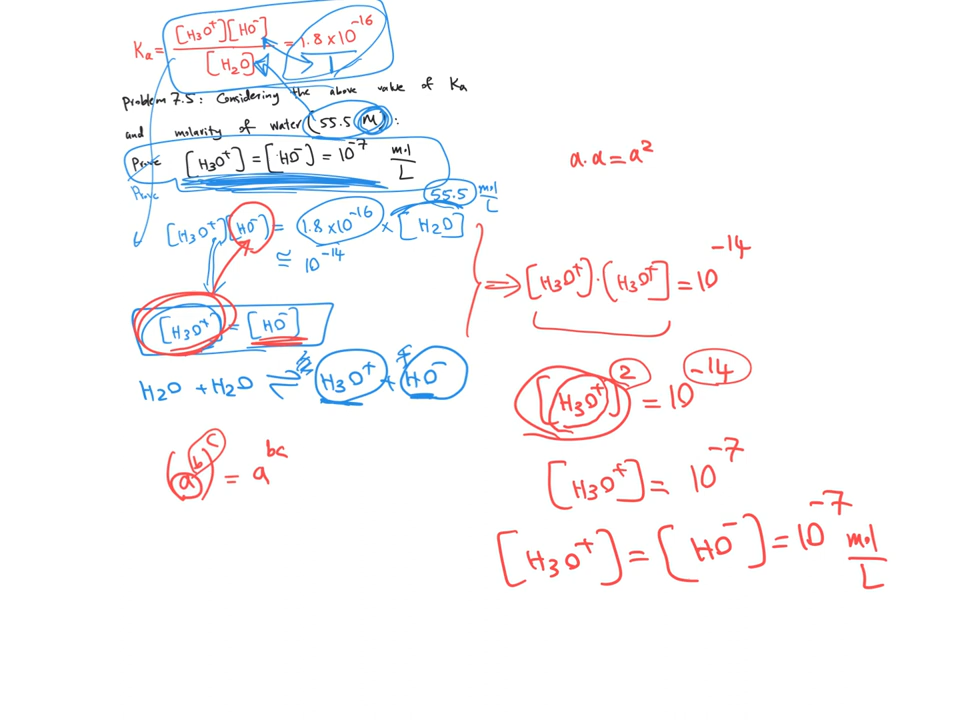 Ka = [H3O+][HO-] / [H2O] = 1.8 x 10^-16 / 1
Problem 7.5: Considering the above value of Ka
and molarity of water (55.5 M):
Prove [H3O+] = [HO-] = 10^-7 mol/L
Prove
55.5 mol/L
[H3O+][HO-] = 1.8 x 10^-16 x [H2O]
≅ 10^-14
[H3O+] = [HO-]
H2O + H2O ⇌ H3O+ + HO-
(a^b)^c = a^bc
a.a = a^2
⇒ [H3O+]·[H3O+] = 10^-14
[H3O+]^2 = 10^-14
[H3O+] = 10^-7
[H3O+] = [HO-] = 10^-7 mol/L